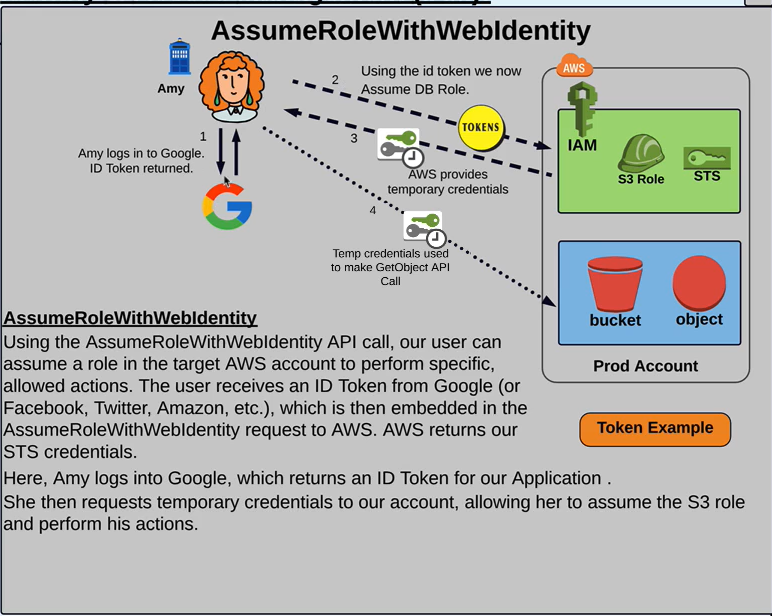 AssumeRoleWithWebIdentity
Amy
1
Amy logs in to Google.
ID Token returned.
2
Using the id token we now
Assume DB Role.
TOKENS
3
AWS provides
temporary credentials
4
Temp credentials used
to make GetObject API
Call
AWS
IAM
S3 Role
STS
bucket
object
Prod Account
Token Example
AssumeRoleWithWebIdentity
Using the AssumeRoleWithWebIdentity API call, our user can
assume a role in the target AWS account to perform specific,
allowed actions. The user receives an ID Token from Google (or
Facebook, Twitter, Amazon, etc.), which is then embedded in the
AssumeRoleWithWebIdentity request to AWS. AWS returns our
STS credentials.
Here, Amy logs into Google, which returns an ID Token for our Application .
She then requests temporary credentials to our account, allowing her to assume the S3 role
and perform his actions.